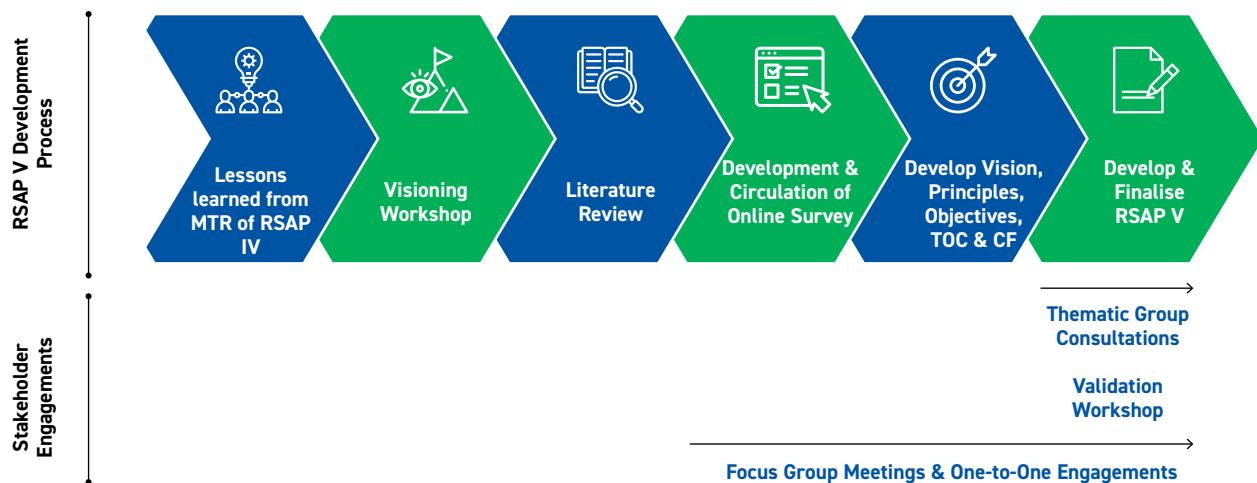 RSAP V Development
Process
Lessons
learned from
MTR of RSAP
IV
Visioning
Workshop
Literature
Review
Development &
Circulation of
Online Survey
Develop Vision,
Principles,
Objectives,
TOC & CF
Develop &
Finalise
RSAP V
Stakeholder
Engagements
Thematic Group
Consultations
Validation
Workshop
Focus Group Meetings & One-to-One Engagements